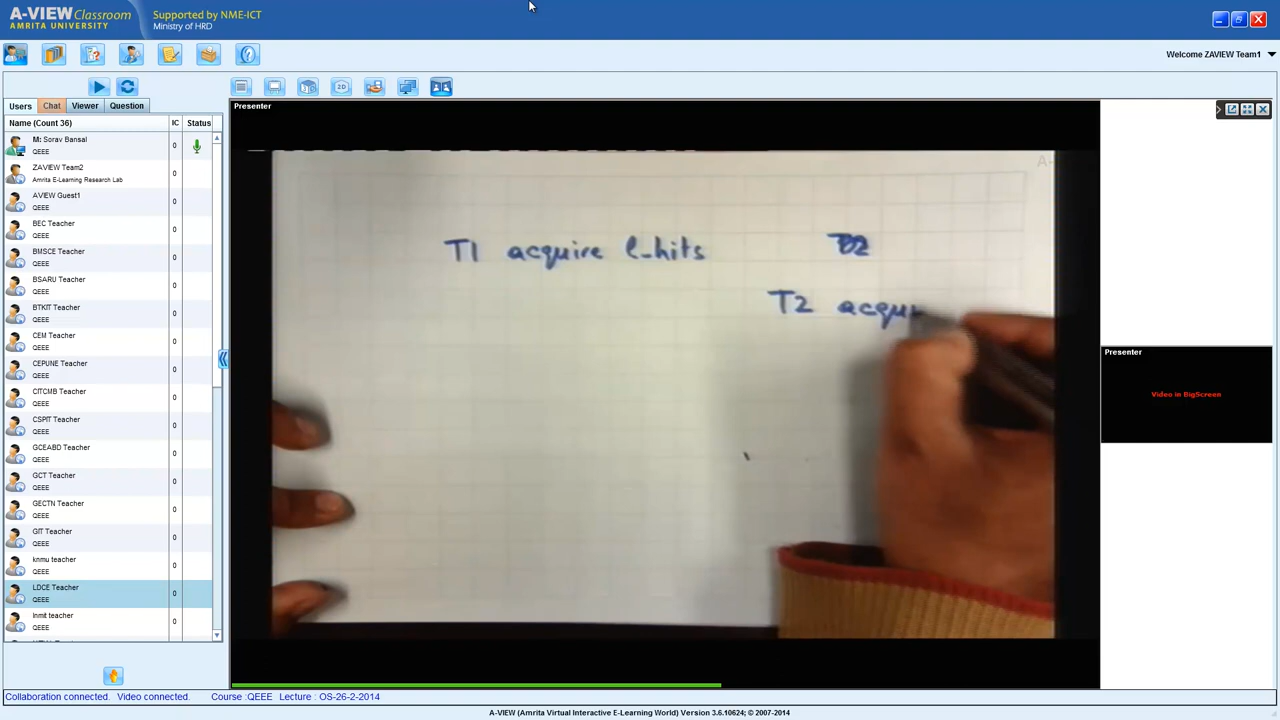 A-VIEW Classroom
AMRITA UNIVERSITY
Supported by NME-ICT
Ministry of HRD
Welcome ZAVIEW Team1
Users Chat Viewer Question
Name (Count 36) IC Status
M: Sorav Bansal
QEEE
0
ZAVIEW Team2
Amrita E-Learning Research Lab
0
AVIEW Guest1
QEEE
0
BEC Teacher
QEEE
0
BMSCE Teacher
QEEE
0
BSARU Teacher
QEEE
0
BTKIT Teacher
QEEE
0
CEM Teacher
QEEE
0
CEPUNE Teacher
QEEE
0
CITCMB Teacher
QEEE
0
CSPIT Teacher
QEEE
0
GCEABD Teacher
QEEE
0
GCT Teacher
QEEE
0
GECTN Teacher
QEEE
0
GIT Teacher
QEEE
0
knmu teacher
QEEE
0
LDCE Teacher
QEEE
0
lnmit teacher
QEEE
0
Presenter
2D
A-
T1 acquire l-hits
T2 acqui
Presenter
Video in BigScreen
Collaboration connected. Video connected. Course :QEEE Lecture : OS-26-2-2014
A-VIEW (Amrita Virtual Interactive E-Learning World) Version 3.6.10624; © 2007-2014